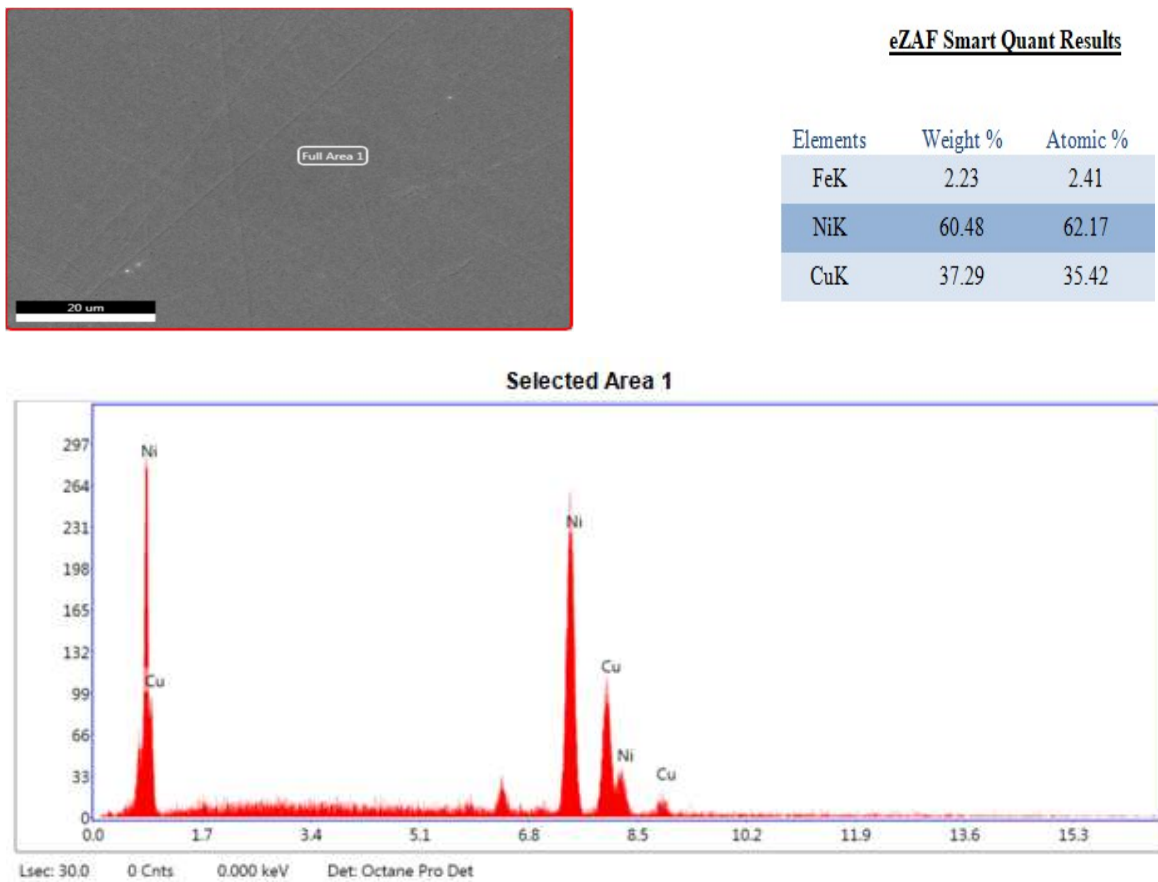 eZAF Smart Quant Results
Full Area 1
20 um
Elements Weight % Atomic %
FeK 2.23 2.41
NiK 60.48 62.17
CuK 37.29 35.42
Selected Area 1
297
264
231
198
165
132
99
66
33
0
Ni
Cu
Ni
Cu
Ni
Cu
0.0 1.7 3.4 5.1 6.8 8.5 10.2 11.9 13.6 15.3
Lsec: 30.0 0 Cnts 0.000 keV Det: Octane Pro Det